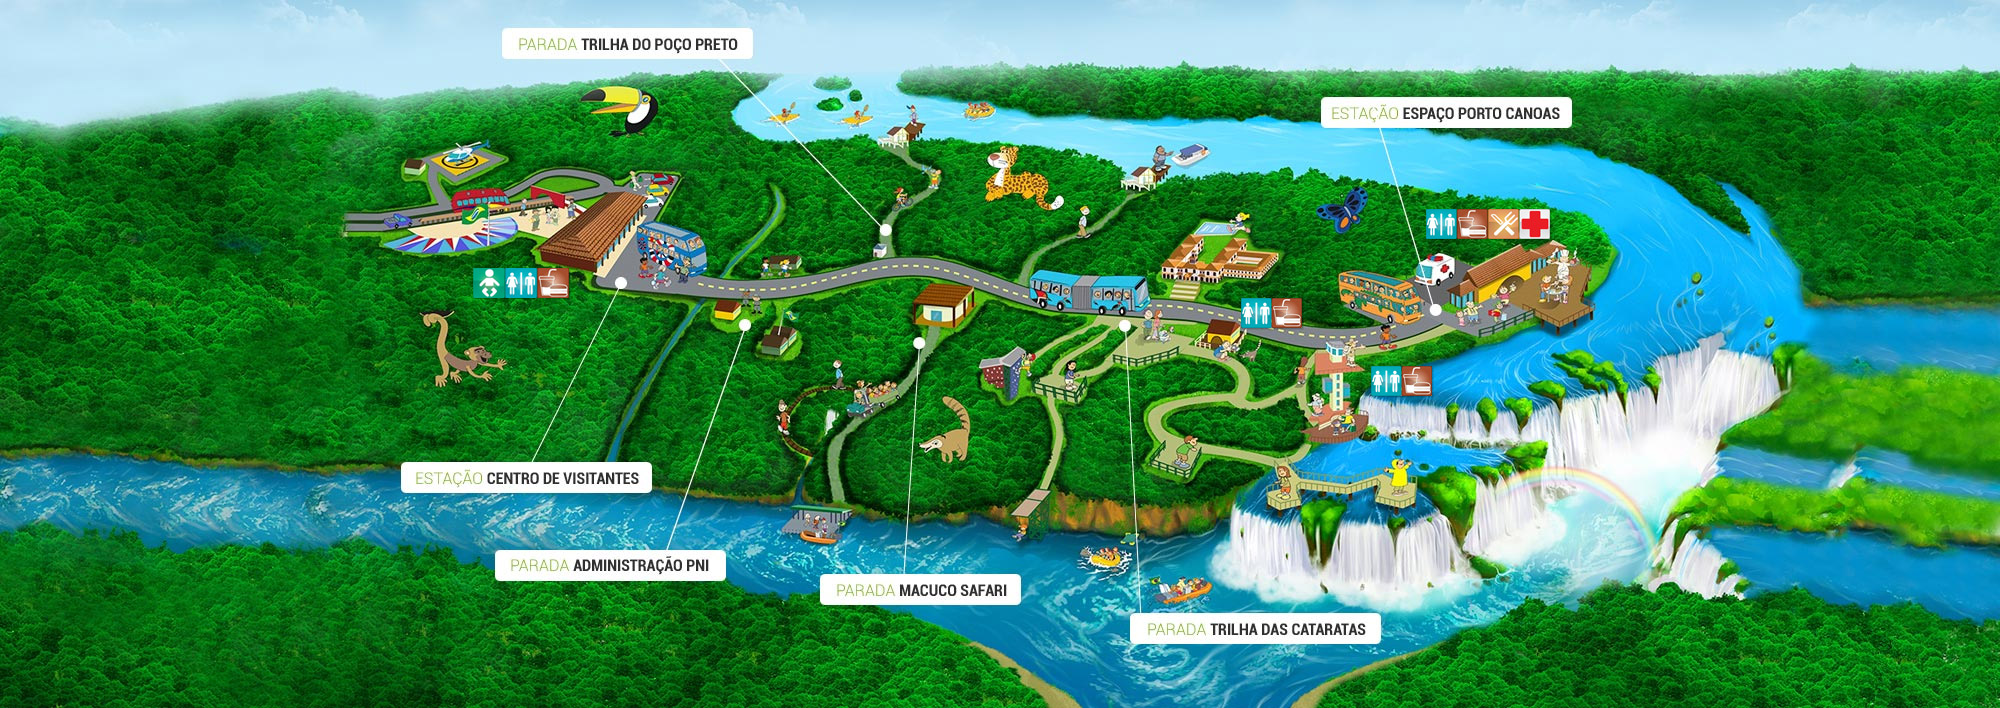 PARADA TRILHA DO POÇO PRETO
ESTAÇÃO ESPAÇO PORTO CANOAS
ESTAÇÃO CENTRO DE VISITANTES
PARADA ADMINISTRAÇÃO PNI
PARADA MACUCO SAFARI
PARADA TRILHA DAS CATARATAS